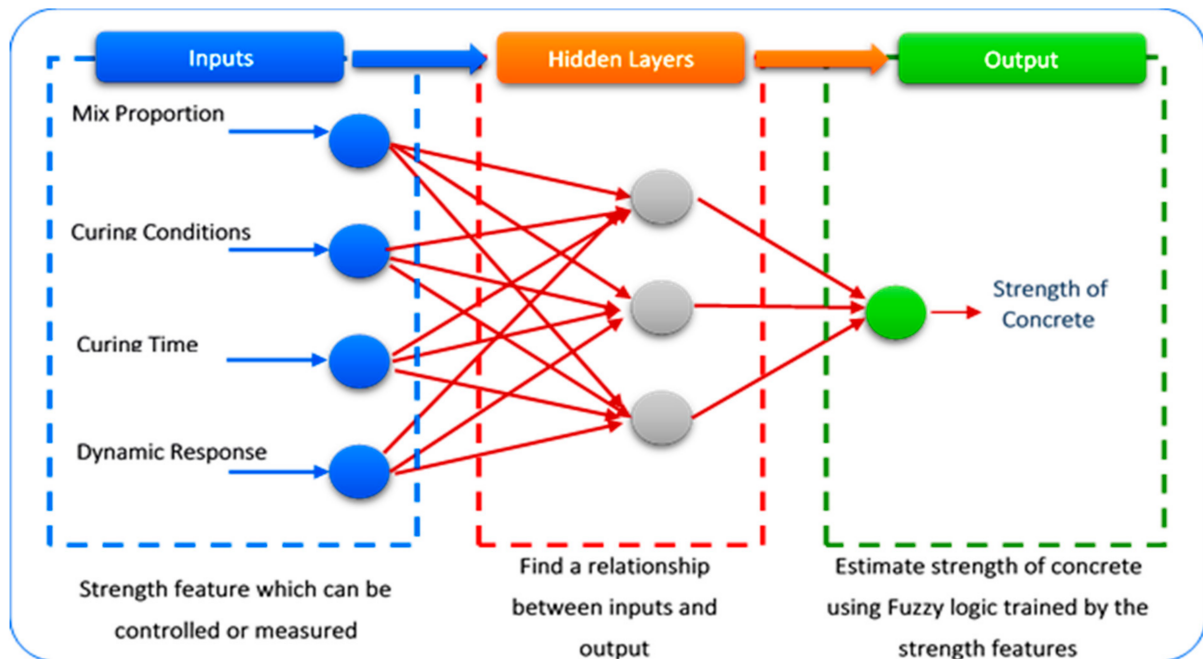 Inputs
Hidden Layers
Output
Mix Proportion
Curing Conditions
Curing Time
Dynamic Response
Strength of
Concrete
Strength feature which can be
controlled or measured
Find a relationship
between inputs and
output
Estimate strength of concrete
using Fuzzy logic trained by the
strength features